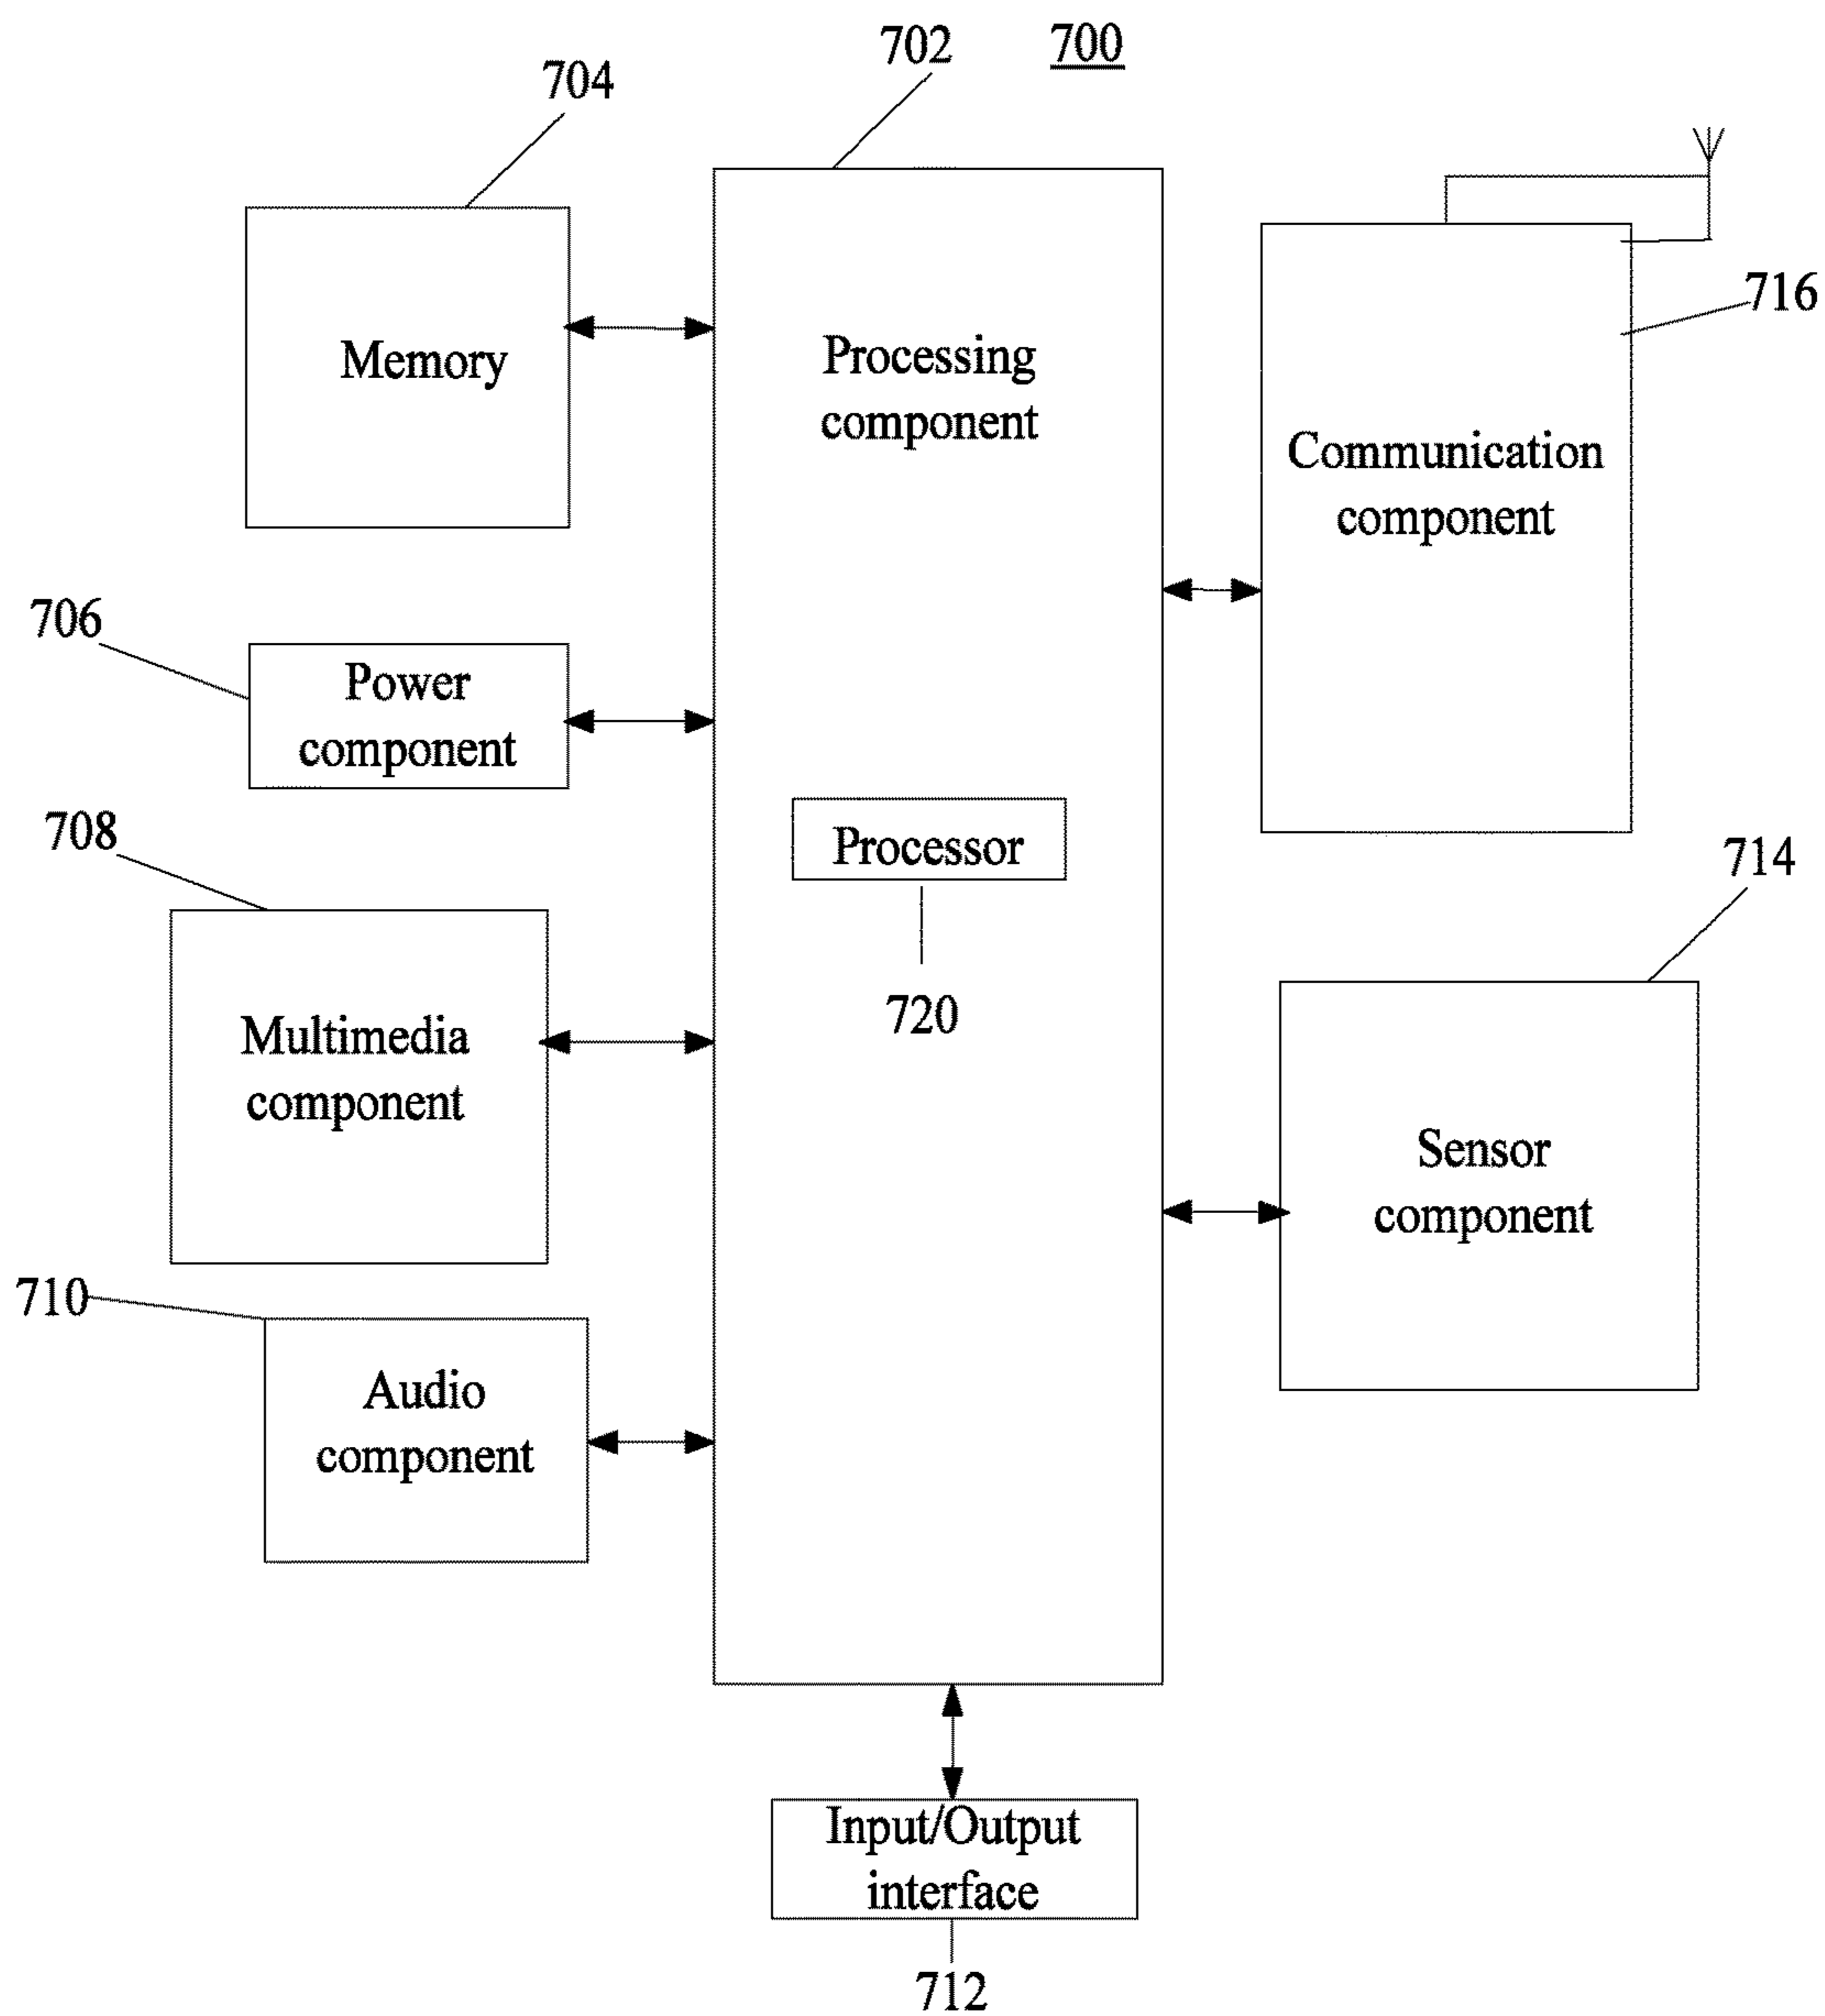 702
700
704
Memory
Processing
component
Communication
component
716
706
Power
component
708
Processor
720
714
Multimedia
component
Sensor
component
710
Audio
component
Input/Output
interface
712